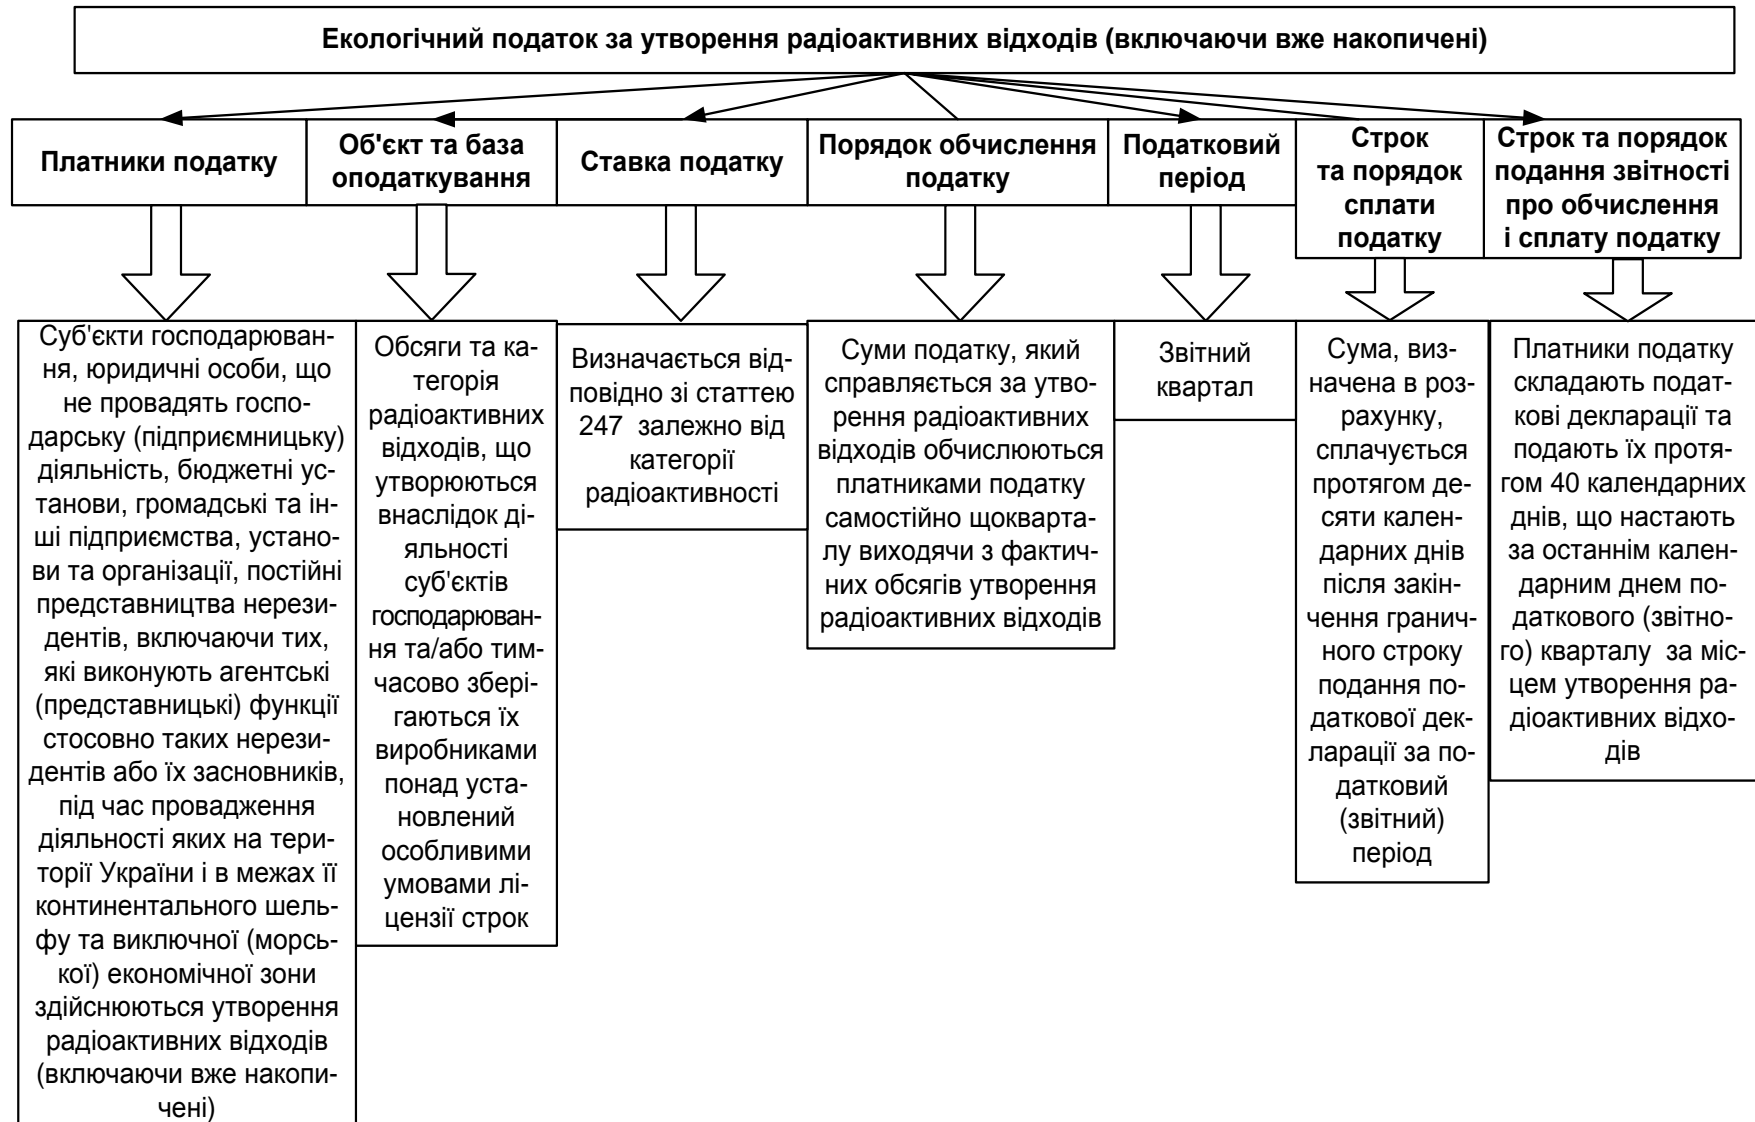 Екологічний податок за утворення радіоактивних відходів (включаючи вже накопичені)
Платники податку
Об'єкт та база
оподаткування
Ставка податку
Порядок обчислення
податку
Податковий
період
Строк
та порядок
сплати
податку
Строк та порядок
подання звітності
про обчислення
і сплату податку
Суб'єкти господарюван-
ня, юридичні особи, що
не провадять госпо-
дарську (підприємницьку)
діяльність, бюджетні ус-
танови, громадські та ін-
ші підприємства, устано-
ви та організації, постійні
представництва нерези-
дентів, включаючи тих,
які виконують агентські
(представницькі) функції
стосовно таких нерези-
дентів або їх засновників,
під час провадження
діяльності яких на тери-
торії України і в межах її
континентального шель-
фу та виключної (морсь-
кої) економічної зони
здійснюються утворення
радіоактивних відходів
(включаючи вже накопи-
чені)
Обсяги та ка-
тегорія
радіоактивних
відходів, що
утворюються
внаслідок ді-
яльності
суб'єктів
господарюван-
ня та/або тим-
часово збері-
гаються їх
виробниками
понад уста-
новлений
особливими
умовами лі-
цензії строк
Визначається від-
повідно зі статтею
247 залежно від
категорії
радіоактивності
Суми податку, який
справляється за утво-
рення радіоактивних
відходів обчислюються
платниками податку
самостійно щокварта-
лу виходячи з фактич-
них обсягів утворення
радіоактивних відходів
Звітний
квартал
Сума, виз-
начена в роз-
рахунку,
сплачується
протягом де-
сяти кален-
дарних днів
після закін-
чення гранич-
ного строку
подання по-
даткової дек-
ларації за по-
датковий
(звітний)
період
Платники податку
складають подат-
кові декларації та
подають їх протя-
гом 40 календарних
днів, що настають
за останнім кален-
дарним днем по-
даткового (звітно-
го) кварталу за міс-
цем утворення ра-
діоактивних відхо-
дів